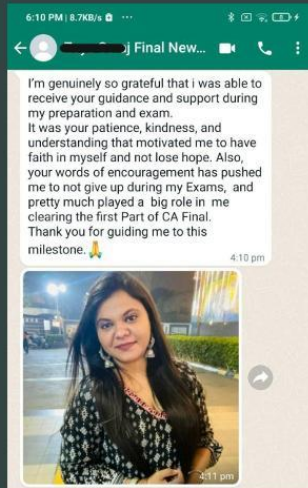 6:10 PM | 8.7KB/s
j Final New...
I'm genuinely so grateful that i was able to
receive your guidance and support during
my preparation and exam.
It was your patience, kindness, and
understanding that motivated me to have
faith in myself and not lose hope. Also,
your words of encouragement has pushed
me to not give up during my Exams, and
pretty much played a big role in me
clearing the first Part of CA Final.
Thank you for guiding me to this
milestone.
4:10 pm
4:11 pm